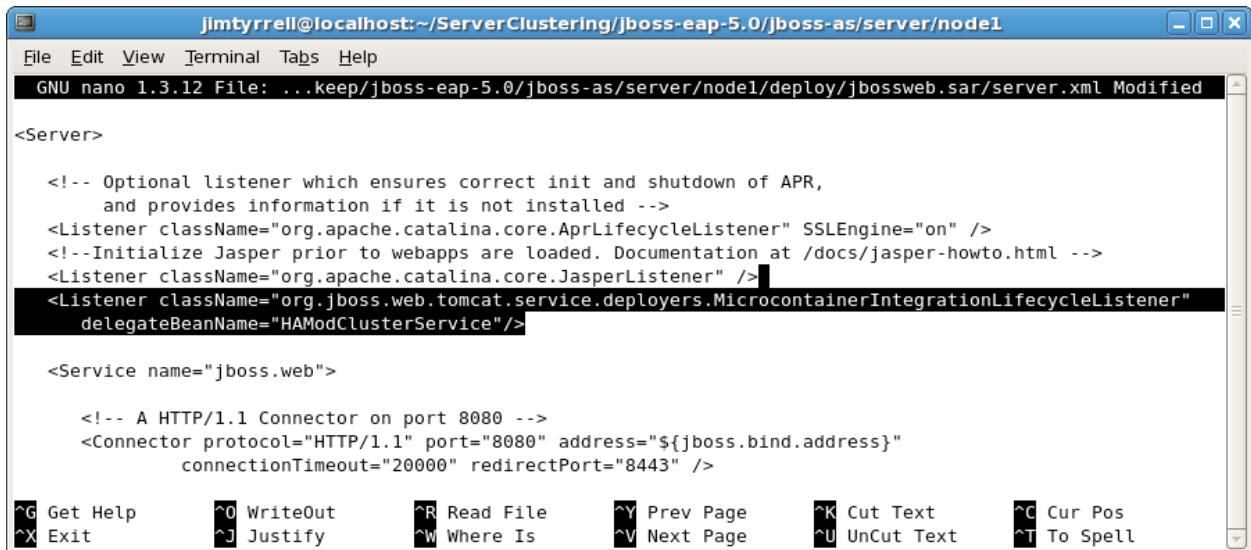 jimtyrrell@localhost:~/ServerClustering/jboss-eap-5.0/jboss-as/server/node1
File Edit View Terminal Tabs Help
GNU nano 1.3.12 File: ...keep/jboss-eap-5.0/jboss-as/server/node1/deploy/jbossweb.sar/server.xml Modified
<Server>
<!-- Optional listener which ensures correct init and shutdown of APR,
and provides information if it is not installed -->
<Listener className="org.apache.catalina.core.AprLifecycleListener" SSLEngine="on" />
<!--Initialize Jasper prior to webapps are loaded. Documentation at /docs/jasper-howto.html -->
<Listener className="org.apache.catalina.core.JasperListener" />
<Listener className="org.jboss.web.tomcat.service.deployers.MicrocontainerIntegrationLifecycleListener"
delegateBeanName="HAModClusterService"/>
<Service name="jboss.web">
<!-- A HTTP/1.1 Connector on port 8080 -->
<Connector protocol="HTTP/1.1" port="8080" address="${jboss.bind.address}"
connectionTimeout="20000" redirectPort="8443" />
^G Get Help ^O WriteOut ^R Read File ^Y Prev Page ^K Cut Text ^C Cur Pos
^X Exit ^J Justify ^W Where Is ^V Next Page ^U UnCut Text ^T To Spell